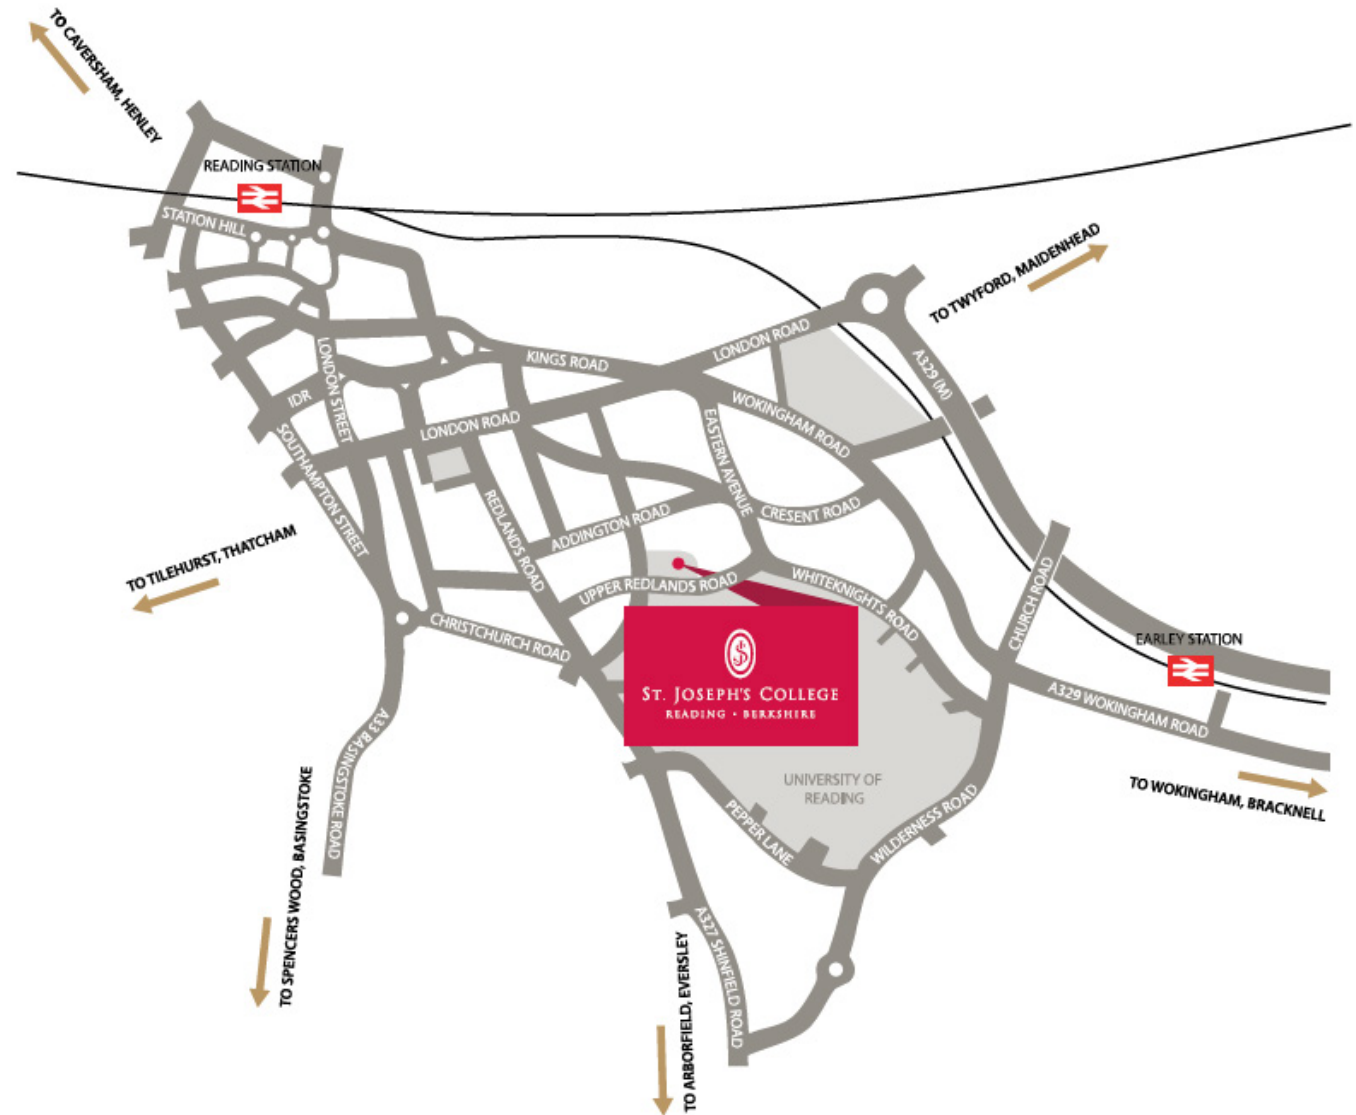 TO CAVERSHAM, HENLEY
READING STATION
STATION HILL
TO TWYFORD, MAIDENHEAD
LONDON ROAD
KINGS ROAD
A329 (M)
LONDON STREET
IDR
WOKINGHAM ROAD
LONDON ROAD
EASTERN AVENUE
SOUTHAMPTON STREET
REDLANDS ROAD
CRESENT ROAD
ADDINGTON ROAD
TO TILEHURST, THATCHAM
UPPER REDLANDS ROAD
WHITEKNIGHTS ROAD
CHURCH ROAD
CHRISTCHURCH ROAD
EARLEY STATION
ST. JOSEPH'S COLLEGE
READING • BERKSHIRE
A329 WOKINGHAM ROAD
A33 BASINGSTOKE ROAD
UNIVERSITY OF
READING
TO WOKINGHAM, BRACKNELL
PEPPER LANE
WILDERNESS ROAD
TO SPENCERS WOOD, BASINGSTOKE
A327 SHINFIELD ROAD
TO ARBORFIELD, EVERSLEY